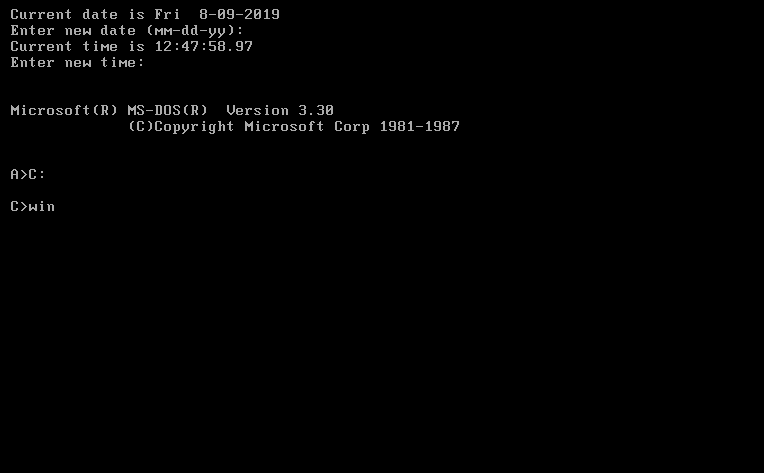 Current date is Fri  8-09-2019
Enter new date (mm-dd-yy):
Current time is 12:47:58.97
Enter new time:
Microsoft(R) MS-DOS(R)  Version 3.30
(C)Copyright Microsoft Corp 1981-1987
A>C:
C>win